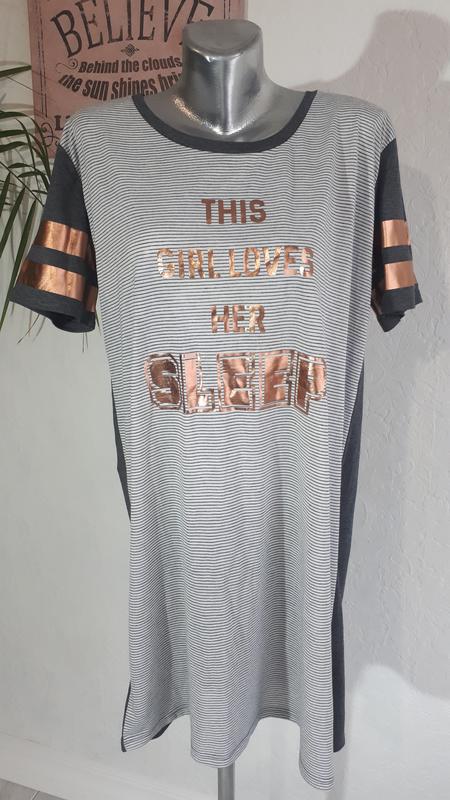 BELIEVE
Behind the clouds,
the sun shines
THIS
GIRL LOVES
HER
SLEEP